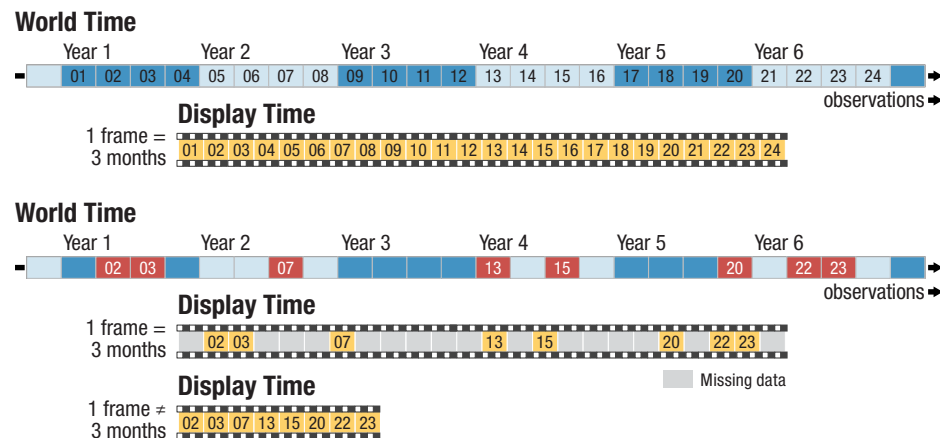 World Time
Year 1 Year 2 Year 3 Year 4 Year 5 Year 6
01 02 03 04 05 06 07 08 09 10 11 12 13 14 15 16 17 18 19 20 21 22 23 24
observations
Display Time
1 frame =
3 months
01 02 03 04 05 06 07 08 09 10 11 12 13 14 15 16 17 18 19 20 21 22 23 24
World Time
Year 1 Year 2 Year 3 Year 4 Year 5 Year 6
02 03 07 13 15 20 22 23
observations
Display Time
1 frame =
3 months
02 03 07 13 15 20 22 23
Missing data
Display Time
1 frame ≠
3 months
02 03 07 13 15 20 22 23